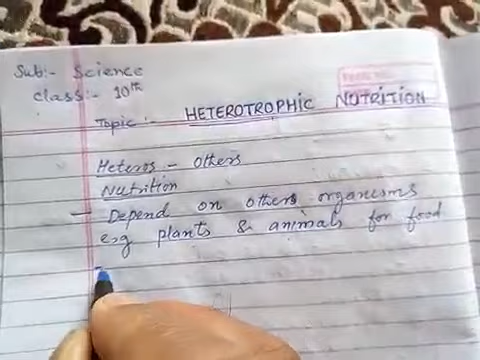 Sub:- Science
Class:- 10th
Topic:- HETEROTROPHIC NUTRITION
Heteros - Others
Nutrition
- Depend on others organisms
e.g plants & animals for food